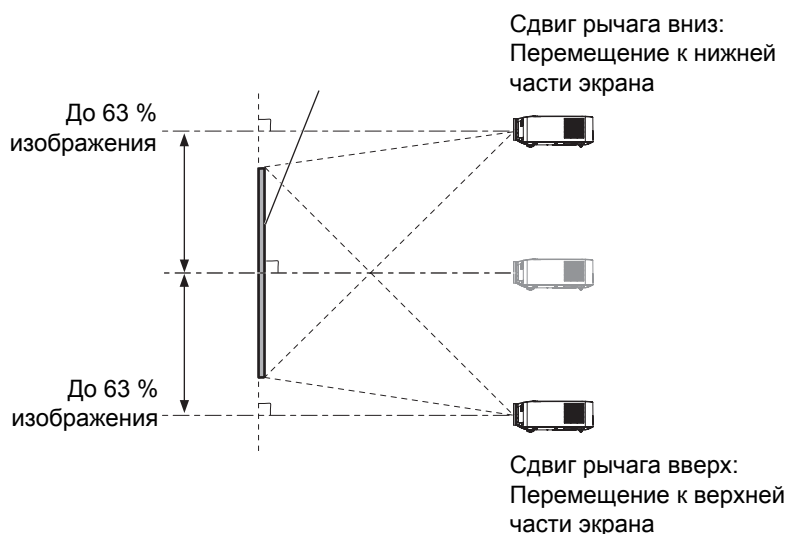 Сдвиг рычага вниз:
Перемещение к нижней
части экрана
До 63 %
изображения
До 63 %
изображения
Сдвиг рычага вверх:
Перемещение к верхней
части экрана